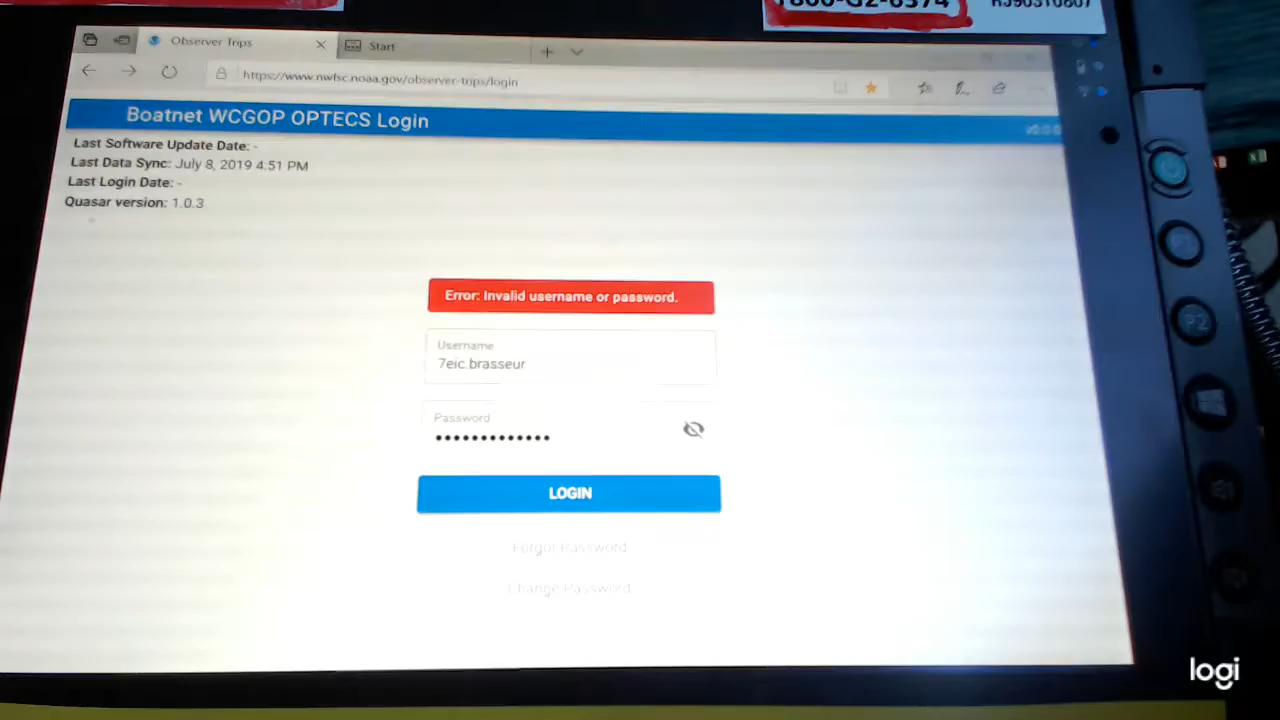 Observer Trips
Start
https://www.nwfsc.noaa.gov/observer-trips/login
Boatnet WCGOP OPTECS Login
Last Software Update Date: -
Last Data Sync: July 8, 2019 4:51 PM
Last Login Date: -
Quasar version: 1.0.3
Error: Invalid username or password.
Username
7eic.brasseur
Password
•••••••••••••
LOGIN
Forgot Password
Change Password
P2
logi